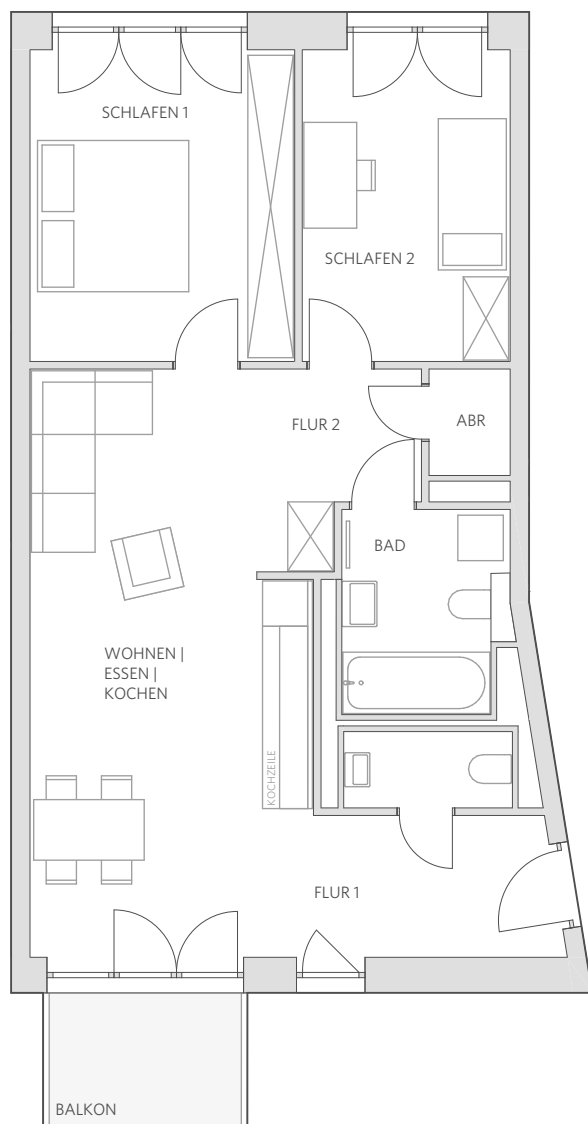 SCHLAFEN 1
SCHLAFEN 2
FLUR 2
ABR
BAD
WOHNEN |
ESSEN |
KOCHEN
KOCHZEILE
FLUR 1
BALKON